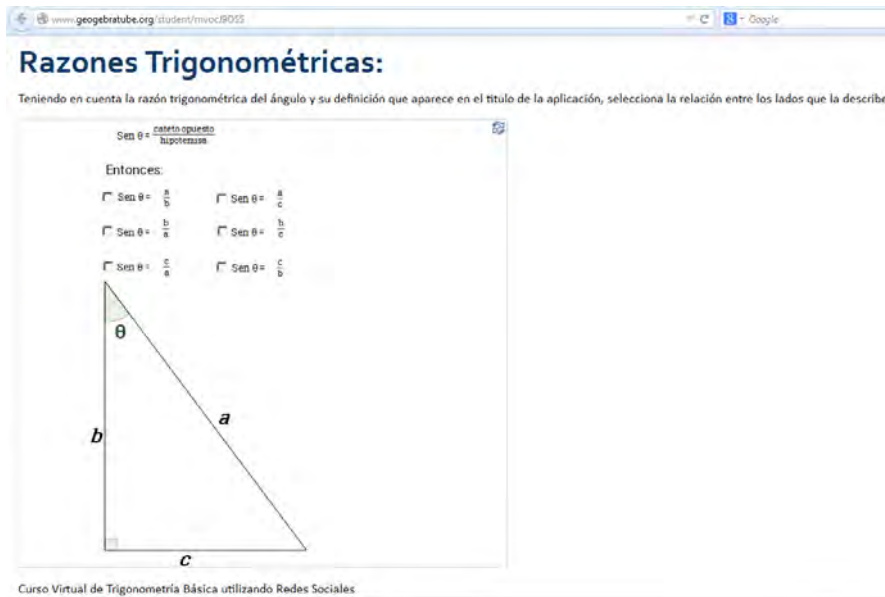 www.geogebratube.org/student/mvocJ9OSS
Google
Razones Trigonométricas:
Teniendo en cuenta la razón trigonométrica del ángulo y su definición que aparece en el titulo de la aplicación, selecciona la relación entre los lados que la describe
Sen θ = cateto opuesto / hipotenusa
Entonces:
Sen θ = a/b Sen θ = a/c
Sen θ = b/a Sen θ = b/c
Sen θ = c/a Sen θ = c/b
θ
b
a
c
Curso Virtual de Trigonometría Básica utilizando Redes Sociales